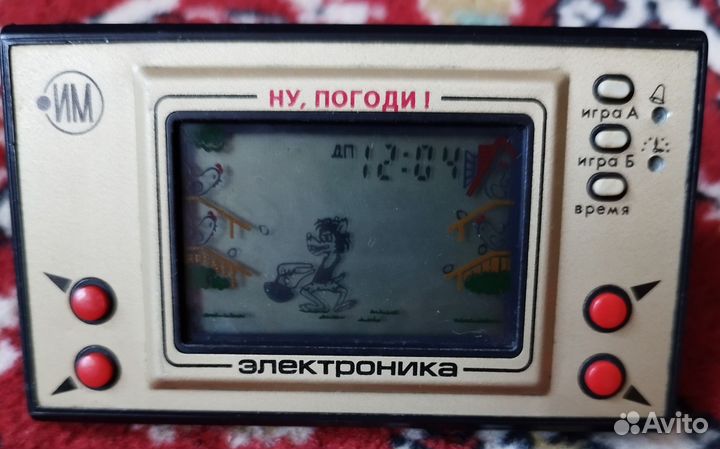 ИМ
НУ, ПОГОДИ!
ДП 12:04
игра А
игра Б
время
электроника
Avito